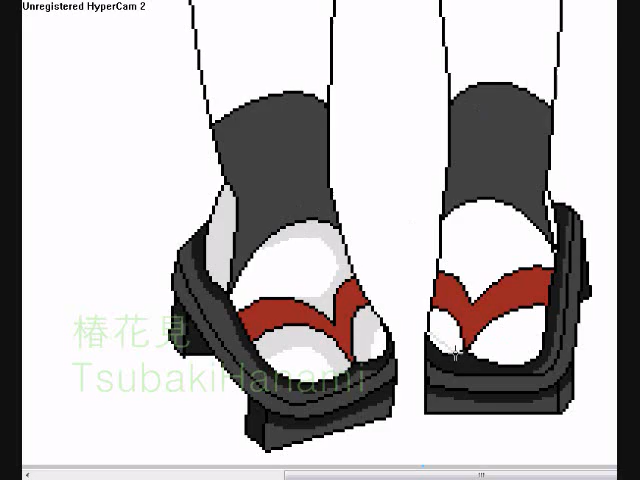 Unregistered HyperCam 2
椿花見
TsubakiHanami